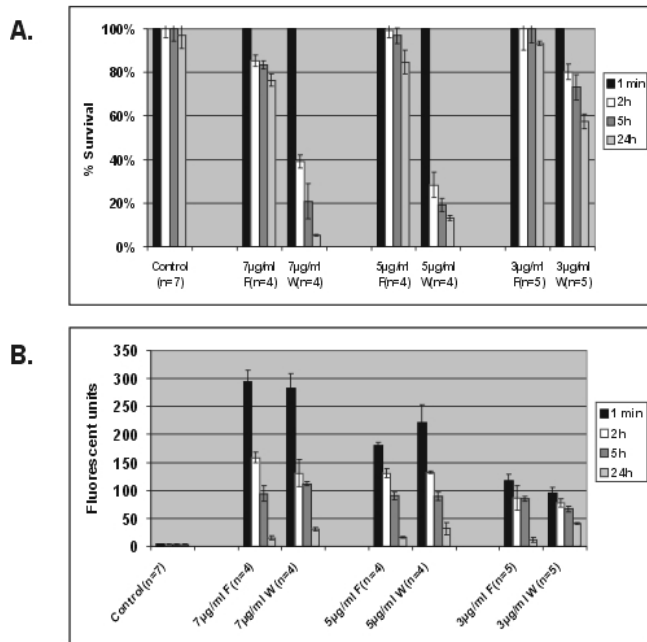 A.
100%
80%
60%
40%
20%
0%
% Survival
Control (n=7)
7µg/ml F(n=4)
7µg/ml W(n=4)
5µg/ml F(n=4)
5µg/ml W(n=4)
3µg/ml F(n=5)
3µg/ml W(n=5)
1 min
2h
5h
24h
B.
350
300
250
200
150
100
50
0
Fluorescent units
Control (n=7)
7µg/ml F (n=4)
7µg/ml W (n=4)
5µg/ml F (n=4)
5µg/ml W (n=4)
3µg/ml F (n=5)
3µg/ml W (n=5)
1 min
2h
5h
24h